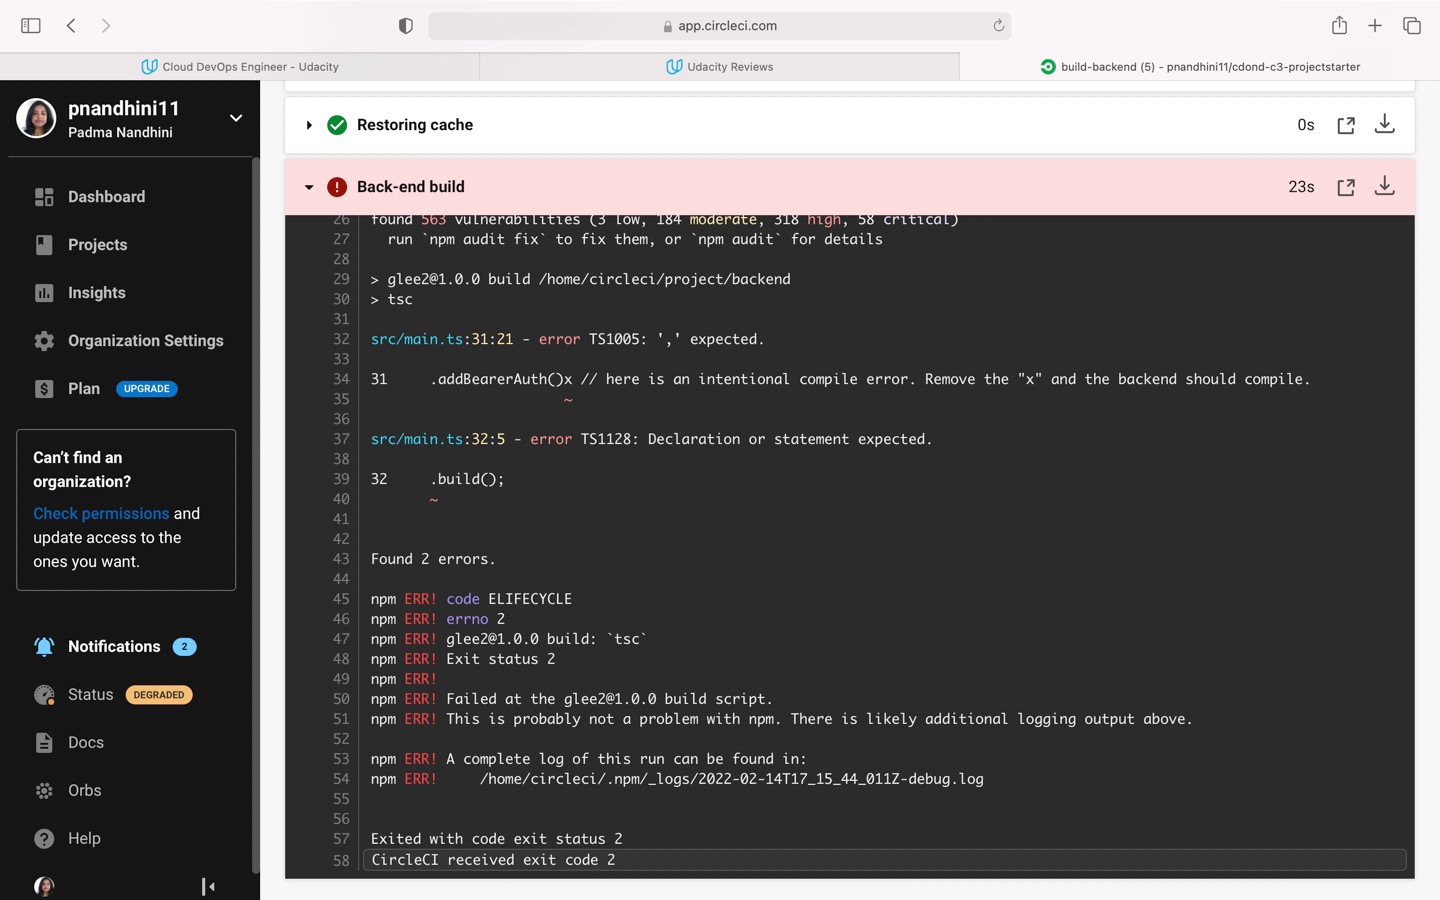 app.circleci.com
Cloud DevOps Engineer - Udacity
Udacity Reviews
build-backend (5) - pnandhini11/cdond-c3-projectstarter
pnandhini11
Padma Nandhini
Dashboard
Projects
Insights
Organization Settings
Plan UPGRADE
Can't find an
organization?
Check permissions and
update access to the
ones you want.
Notifications 2
Status DEGRADED
Docs
Orbs
Help
Restoring cache 0s
Back-end build 23s
26 found 563 vulnerabilities (3 low, 184 moderate, 318 high, 58 critical)
27 run `npm audit fix` to fix them, or `npm audit` for details
28
29 > glee2@1.0.0 build /home/circleci/project/backend
30 > tsc
31
32 src/main.ts:31:21 - error TS1005: ',' expected.
33
34 31 .addBearerAuth()x // here is an intentional compile error. Remove the "x" and the backend should compile.
35 ~
36
37 src/main.ts:32:5 - error TS1128: Declaration or statement expected.
38
39 32 .build();
40 ~
41
42
43 Found 2 errors.
44
45 npm ERR! code ELIFECYCLE
46 npm ERR! errno 2
47 npm ERR! glee2@1.0.0 build: `tsc`
48 npm ERR! Exit status 2
49 npm ERR!
50 npm ERR! Failed at the glee2@1.0.0 build script.
51 npm ERR! This is probably not a problem with npm. There is likely additional logging output above.
52
53 npm ERR! A complete log of this run can be found in:
54 npm ERR! /home/circleci/.npm/_logs/2022-02-14T17_15_44_011Z-debug.log
55
56
57 Exited with code exit status 2
58 CircleCI received exit code 2